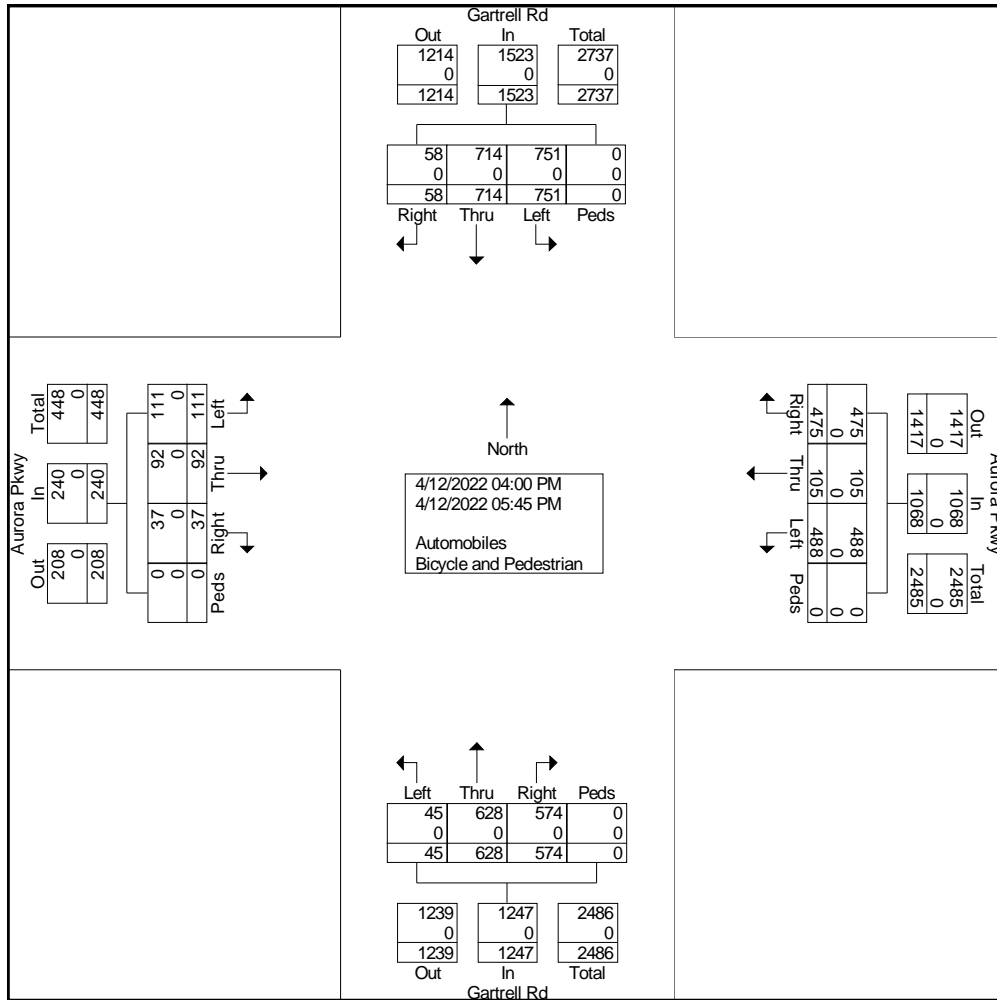 Gartrell Rd
Out In Total
1214 1523 2737
0 0 0
1214 1523 2737
58 714 751 0
0 0 0 0
58 714 751 0
Right Thru Left Peds
Aurora Pkwy
Total In Out
448 240 208
0 0 0
448 240 208
111 92 37 0
0 0 0 0
111 92 37 0
Left Thru Right Peds
North
4/12/2022 04:00 PM
4/12/2022 05:45 PM
Automobiles
Bicycle and Pedestrian
Right Thru Left Peds
475 105 488 0
0 0 0 0
475 105 488 0
Out In Total
1417 1068 2485
0 0 0
1417 1068 2485
Aurora Pkwy
Left Thru Right Peds
45 628 574 0
0 0 0 0
45 628 574 0
1239 1247 2486
0 0 0
1239 1247 2486
Out In Total
Gartrell Rd